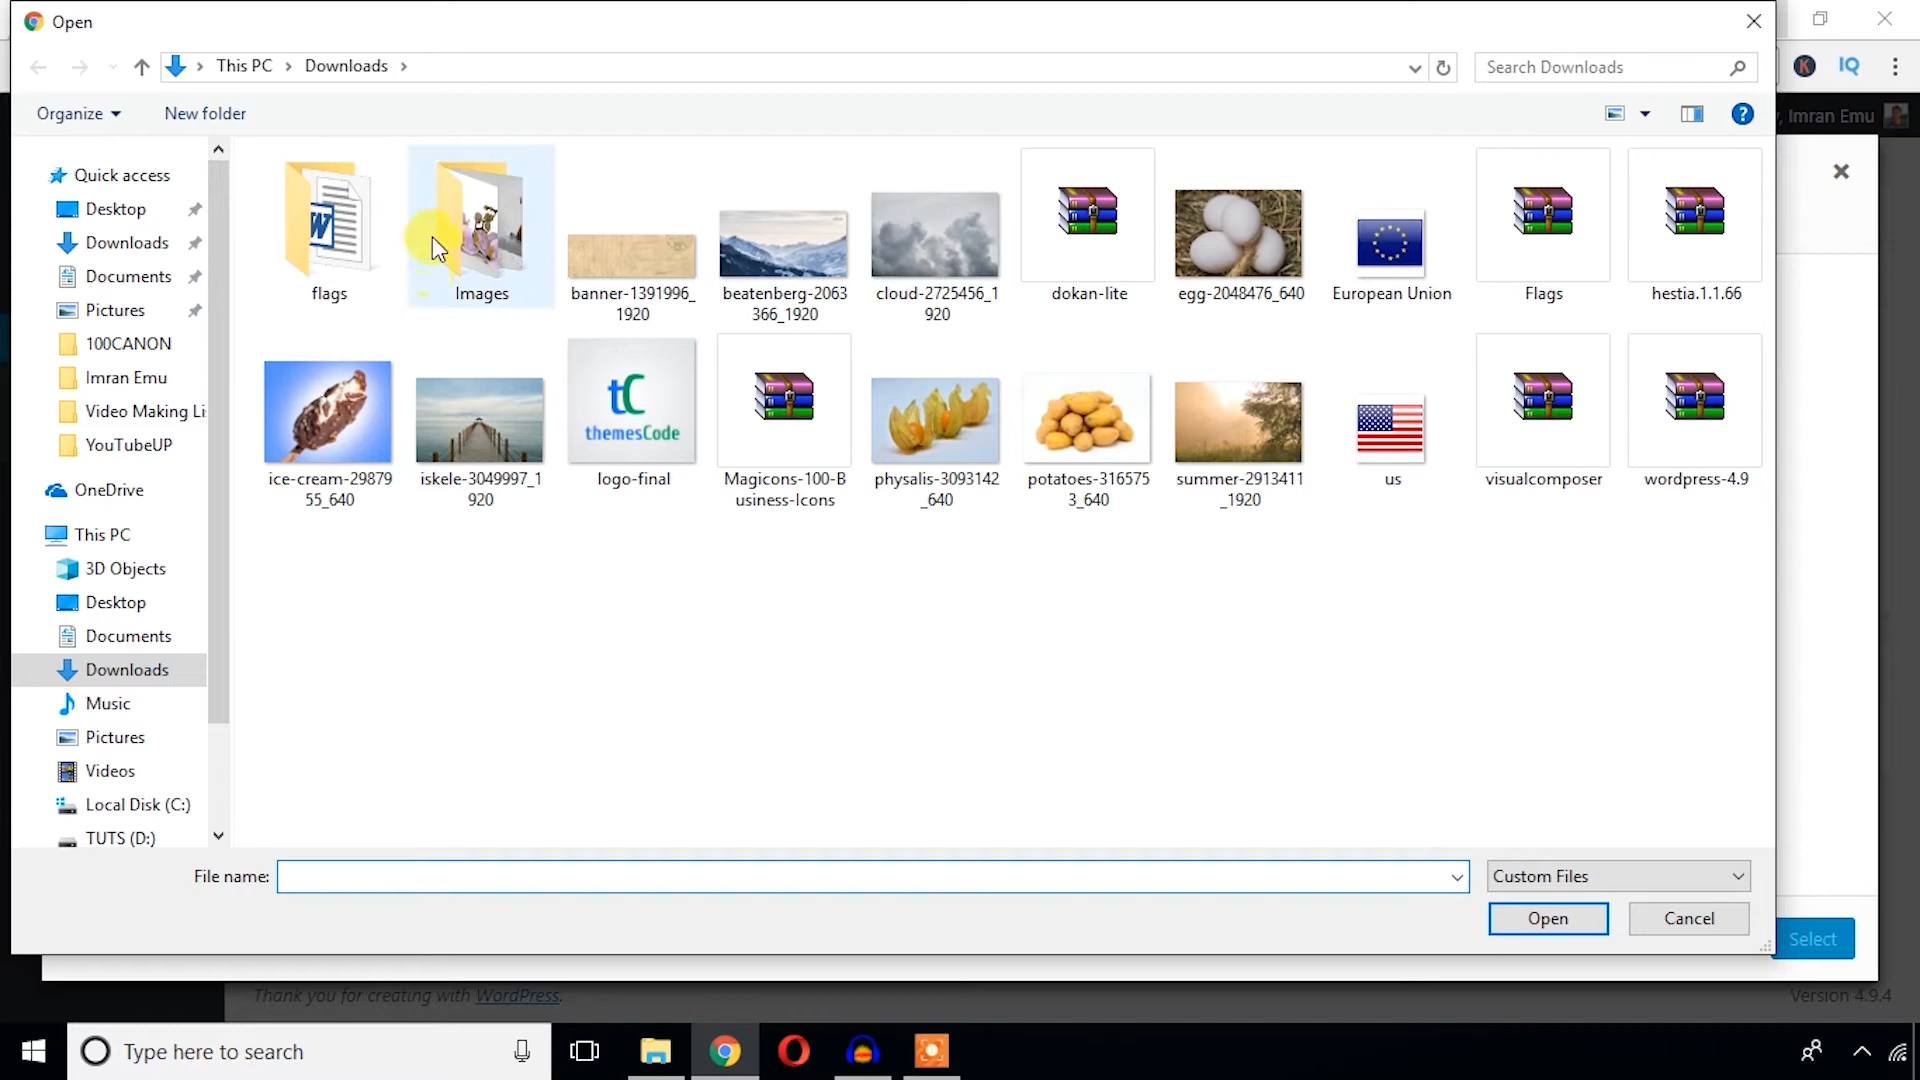 Open
This PC
Downloads
Search Downloads
IQ
K
Organize
New folder
?
, Imran Emu
Quick access
Desktop
Downloads
Documents
Pictures
100CANON
Imran Emu
Video Making Li
YouTubeUP
OneDrive
This PC
3D Objects
Desktop
Documents
Downloads
Music
Pictures
Videos
Local Disk (C:)
TUTS (D:)
W
flags
Images
banner-1391996_
1920
beatenberg-2063
366_1920
cloud-2725456_1
920
dokan-lite
egg-2048476_640
European Union
Flags
hestia.1.1.66
ice-cream-29879
55_640
iskele-3049997_1
920
tC
themesCode
logo-final
Magicons-100-B
usiness-Icons
physalis-3093142
_640
potatoes-316575
3_640
summer-2913411
_1920
us
visualcomposer
wordpress-4.9
File name:
Custom Files
Open
Cancel
Select
Thank you for creating with WordPress.
Version 4.9.4
Type here to search